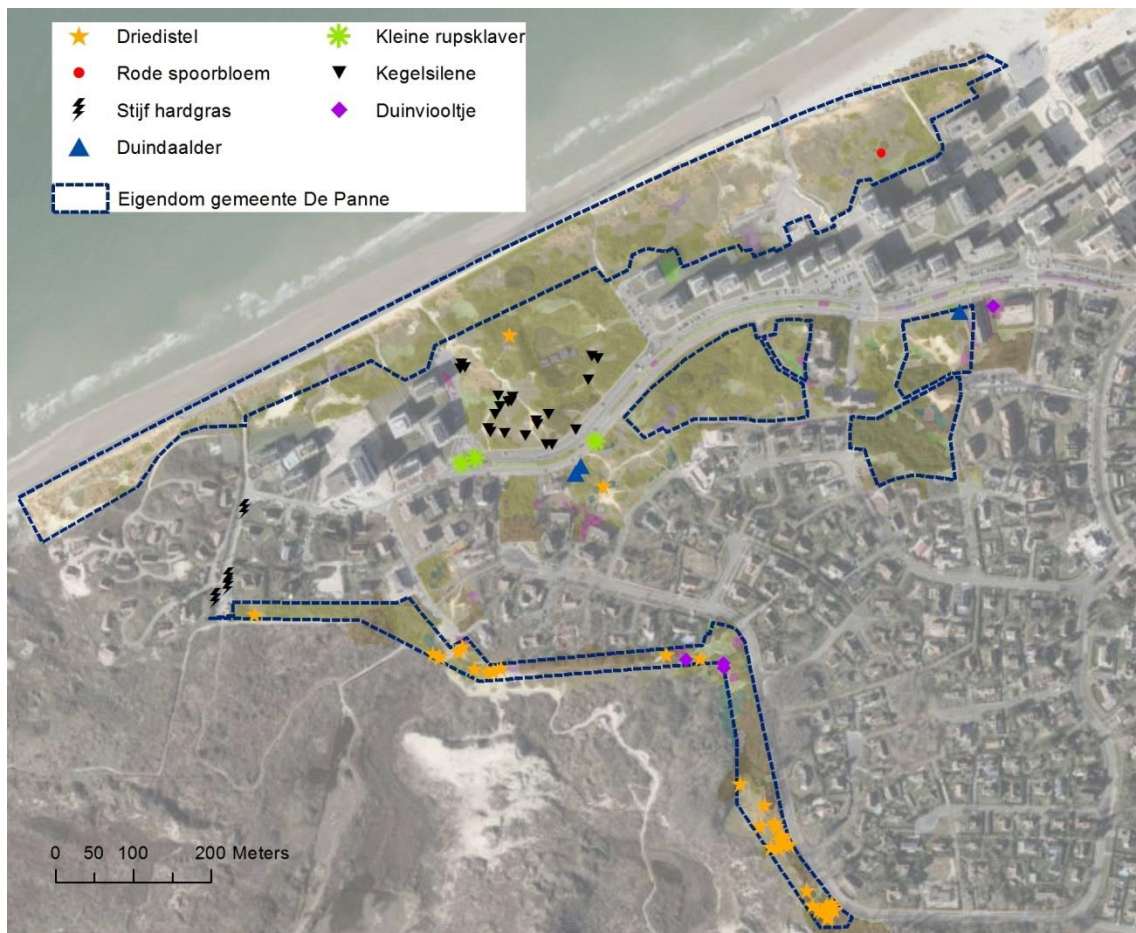 Driedistel
Rode spoorbloem
Stijf hardgras
Duindaalder
Kleine rupsklaver
Kegelsilene
Duinviooltje
Eigendom gemeente De Panne
0 50 100 200 Meters